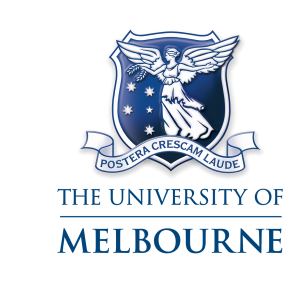 POSTERA CRESCAM LAUDE
THE UNIVERSITY OF
MELBOURNE